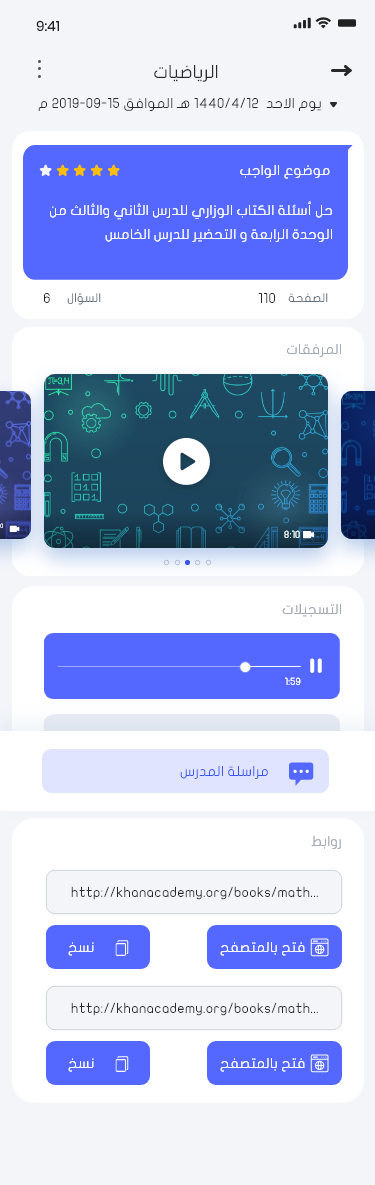 9:41
الرياضيات
يوم الاحد 1440/4/12 هـ الموافق 15-09-2019 م
موضوع الواجب
حل أسئلة الكتاب الوزاري للدرس الثاني والثالث من
الوحدة الرابعة و التحضير للدرس الخامس
الصفحة 110 السؤال 6
المرفقات
8:10
التسجيلات
1:59
مراسلة المدرس
روابط
http://khanacademy.org/books/math...
فتح بالمتصفح نسخ
http://khanacademy.org/books/math...
فتح بالمتصفح نسخ